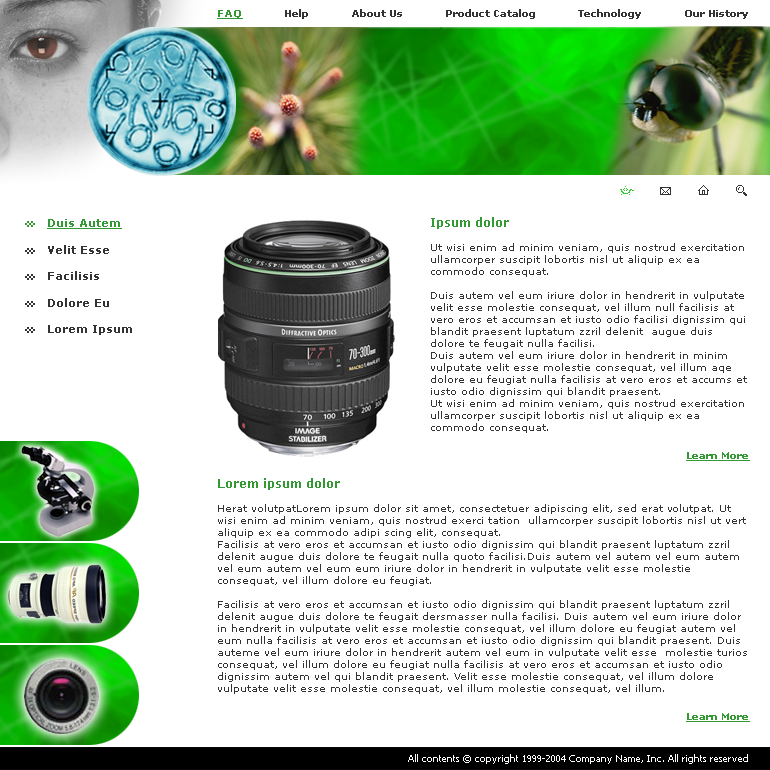 FAQ Help About Us Product Catalog Technology Our History
Duis Autem
Velit Esse
Facilisis
Dolore Eu
Lorem Ipsum
DIFFRACTIVE OPTICS
70-300mm
MACRO
70 100 135 200 300
IMAGE
STABILIZER
Ipsum dolor
Ut wisi enim ad minim veniam, quis nostrud exercitation
ullamcorper suscipit lobortis nisl ut aliquip ex ea
commodo consequat.
Duis autem vel eum iriure dolor in hendrerit in vulputate
velit esse molestie consequat, vel illum null facilisis at
vero eros et accumsan et iusto odio facilisi dignissim qui
blandit praesent luptatum zzril delenit  augue duis
dolore te feugait nulla facilisi.
Duis autem vel eum iriure dolor in hendrerit in minim
vulputate velit esse molestie consequat, vel illum aqe
dolore eu feugiat nulla facilisis at vero eros et accums et
iusto odio dignissim qui blandit praesent.
Ut wisi enim ad minim veniam, quis nostrud exercitation
ullamcorper suscipit lobortis nisl ut aliquip ex ea
commodo consequat.
Learn More
Lorem ipsum dolor
Herat volutpatLorem ipsum dolor sit amet, consectetuer adipiscing elit, sed erat volutpat. Ut
wisi enim ad minim veniam, quis nostrud exerci tation  ullamcorper suscipit lobortis nisl ut vert
aliquip ex ea commodo adipi scing elit, consequat.
Facilisis at vero eros et accumsan et iusto odio dignissim qui blandit praesent luptatum zzril
delenit augue duis dolore te feugait nulla quoto facilisi.Duis autem vel autem vel eum autem
vel eum autem vel eum eum iriure dolor in hendrerit in vulputate velit esse molestie
consequat, vel illum dolore eu feugiat.
Facilisis at vero eros et accumsan et iusto odio dignissim qui blandit praesent luptatum zzril
delenit augue duis dolore te feugait dersmasser nulla facilisi. Duis autem vel eum iriure dolor
in hendrerit in vulputate velit esse molestie consequat, vel illum dolore eu feugiat autem vel
eum nulla facilisis at vero eros et accumsan et iusto odio dignissim qui blandit praesent. Duis
auteme vel eum iriure dolor in hendrerit autem vel eum in vulputate velit esse  molestie turios
consequat, vel illum dolore eu feugiat nulla facilisis at vero eros et accumsan et iusto odio
dignissim autem vel qui blandit praesent. Velit esse molestie consequat, vel illum dolore
vulputate velit esse molestie consequat, vel illum molestie consequat, vel illum.
Learn More
All contents © copyright 1999-2004 Company Name, Inc. All rights reserved